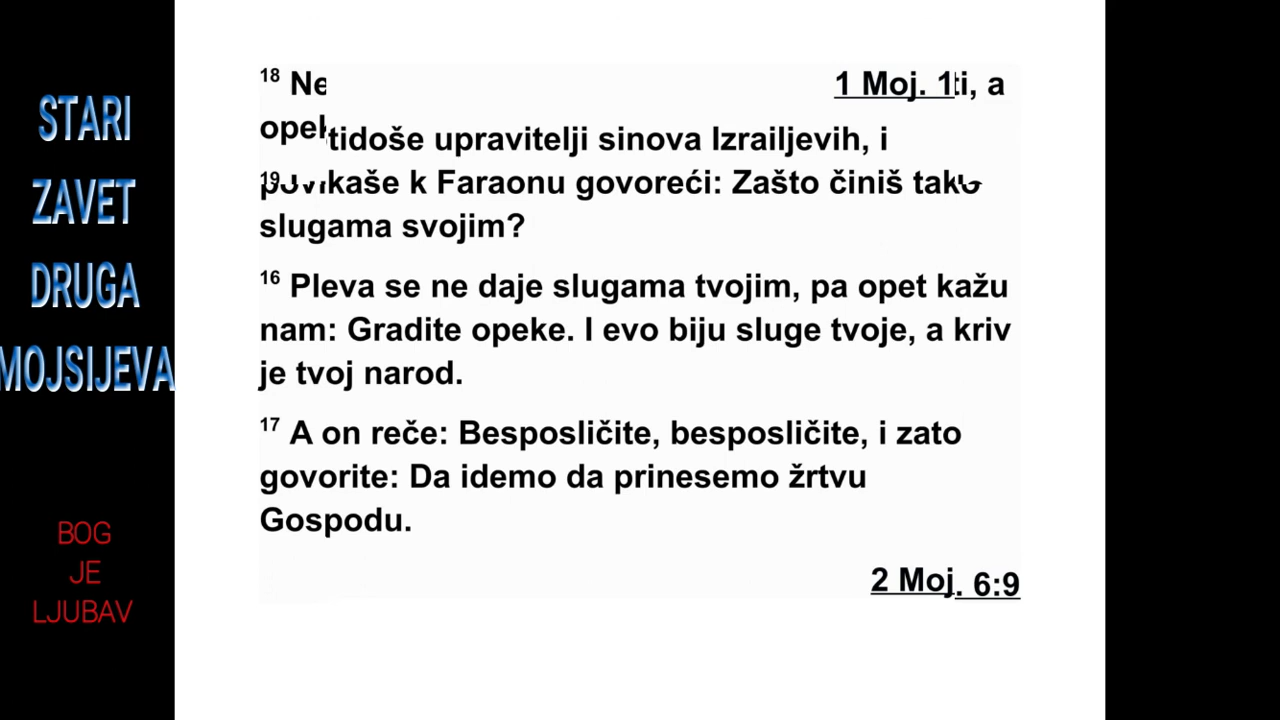 STARI
ZAVET
DRUGA
MOJSIJEVA
BOG
JE
LJUBAV
18 Ne 1 Moj. 1
a
upravitelji sinova Izrailjevih, i
k Faraonu govoreći: Zašto činiš
slugama svojim?
16 Pleva se ne daje slugama tvojim, pa opet kažu
nam: Gradite opeke. I evo biju sluge tvoje, a kriv
je tvoj narod.
17 A on reče: Besposličite, besposličite, i zato
govorite: Da idemo da prinesemo žrtvu
Gospodu.
2 Moj. 6:9